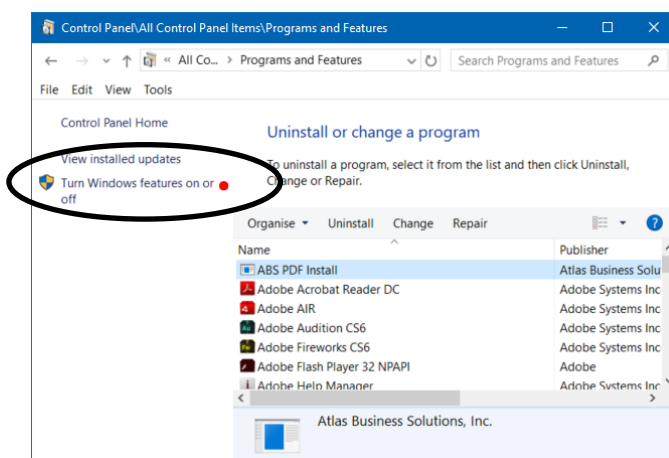 Control Panel\All Control Panel Items\Programs and Features
« All Co... > Programs and Features
Search Programs and Features
File Edit View Tools
Control Panel Home
View installed updates
Turn Windows features on or
off
Uninstall or change a program
To uninstall a program, select it from the list and then click Uninstall,
Change or Repair.
Organise Uninstall Change Repair
Name Publisher
ABS PDF Install Atlas Business Solu
Adobe Acrobat Reader DC Adobe Systems Inc
Adobe AIR Adobe Systems Inc
Adobe Audition CS6 Adobe Systems Inc
Adobe Fireworks CS6 Adobe Systems Inc
Adobe Flash Player 32 NPAPI Adobe
Adobe Help Manager Adobe Systems Inc
Atlas Business Solutions, Inc.